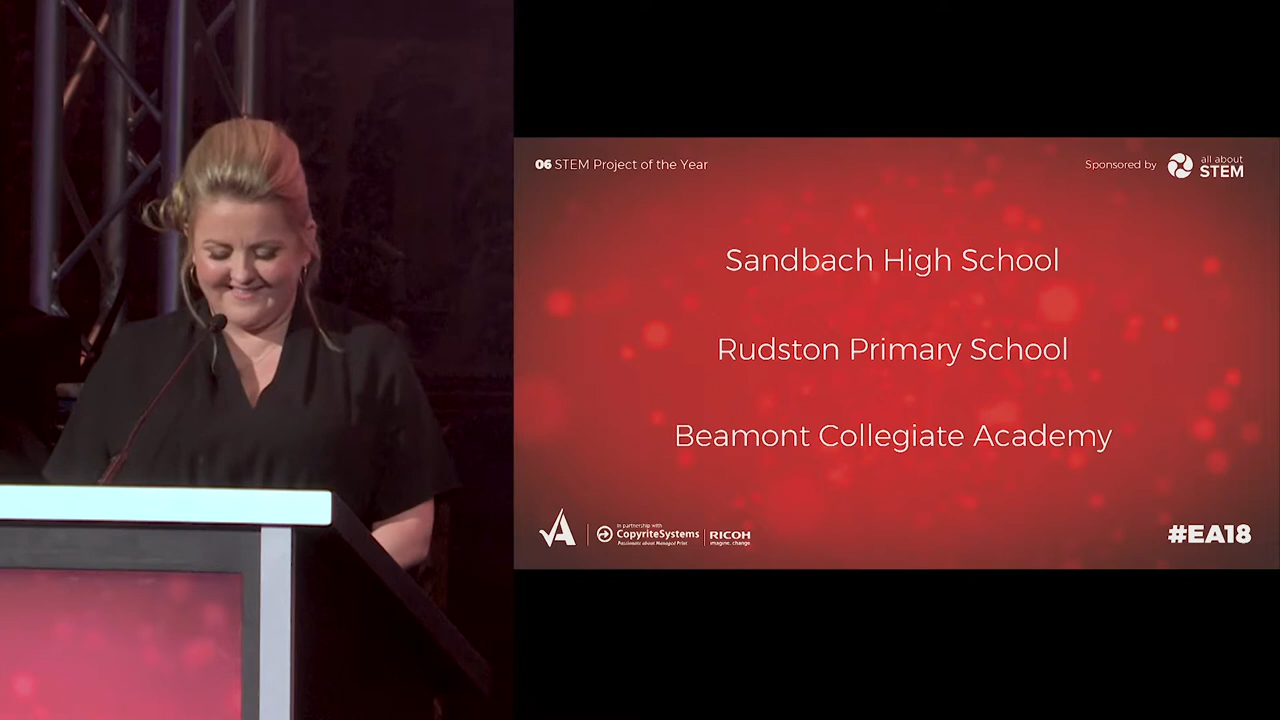 06 STEM Project of the Year
Sponsored by
all about
STEM
Sandbach High School
Rudston Primary School
Beamont Collegiate Academy
In partnership with
CopyriteSystems
Passionate about Managed Print
RICOH
imagine. change.
#EA18